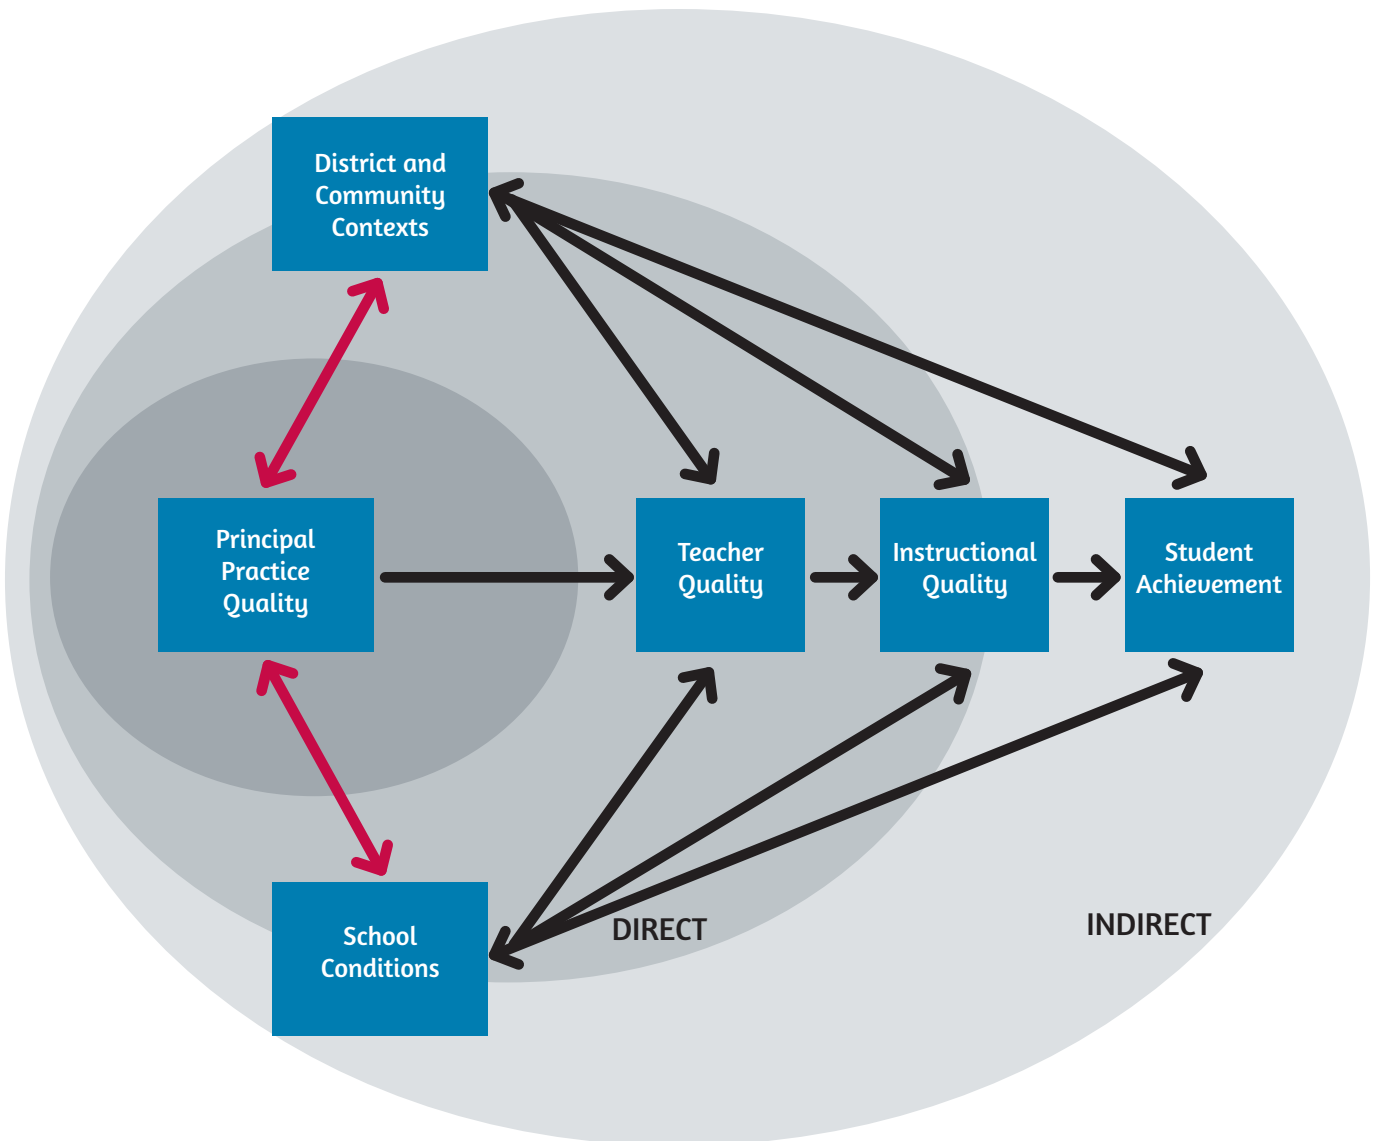 District and
Community
Contexts
Principal
Practice
Quality
Teacher
Quality
Instructional
Quality
Student
Achievement
School
Conditions
DIRECT
INDIRECT